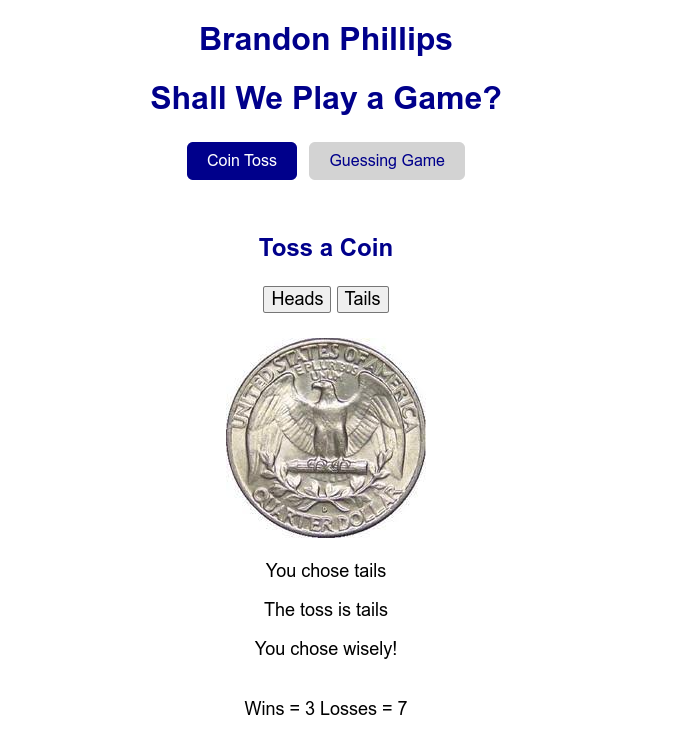 Brandon Phillips
Shall We Play a Game?
Coin Toss Guessing Game
Toss a Coin
Heads Tails
UNITED STATES OF AMERICA
E PLURIBUS
UNUM
D
QUARTER DOLLAR
You chose tails
The toss is tails
You chose wisely!
Wins = 3 Losses = 7